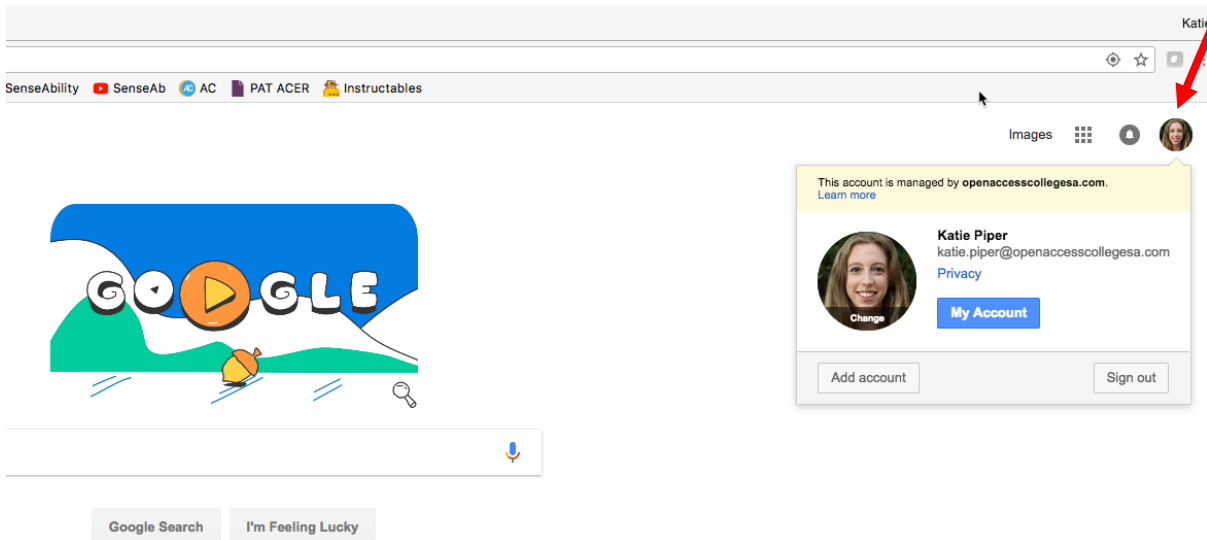 Katie
SenseAbility SenseAb AC PAT ACER Instructables
Images
This account is managed by openaccesscollegesa.com.
Learn more
Katie Piper
katie.piper@openaccesscollegesa.com
Privacy
Change
My Account
Add account
Sign out
GOOGLE
Google Search
I'm Feeling Lucky